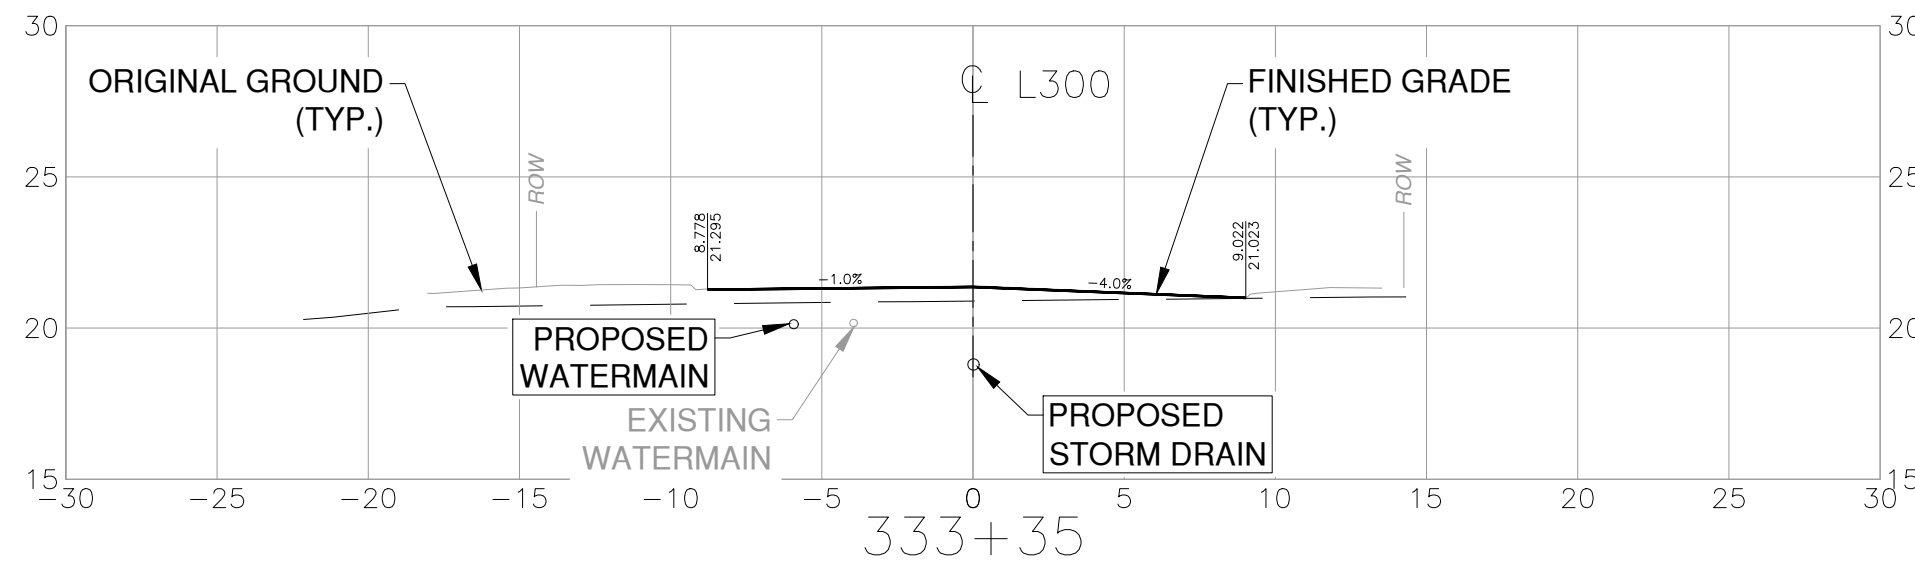 30
30
ORIGINAL GROUND
(TYP.)
℄ L300
FINISHED GRADE
(TYP.)
ROW
ROW
25
25
8.778
21.295
9.022
21.023
-1.0%
-4.0%
20
20
PROPOSED
WATERMAIN
EXISTING
WATERMAIN
PROPOSED
STORM DRAIN
15
15
-30 -25 -20 -15 -10 -5 0 5 10 15 20 25 30
333+35